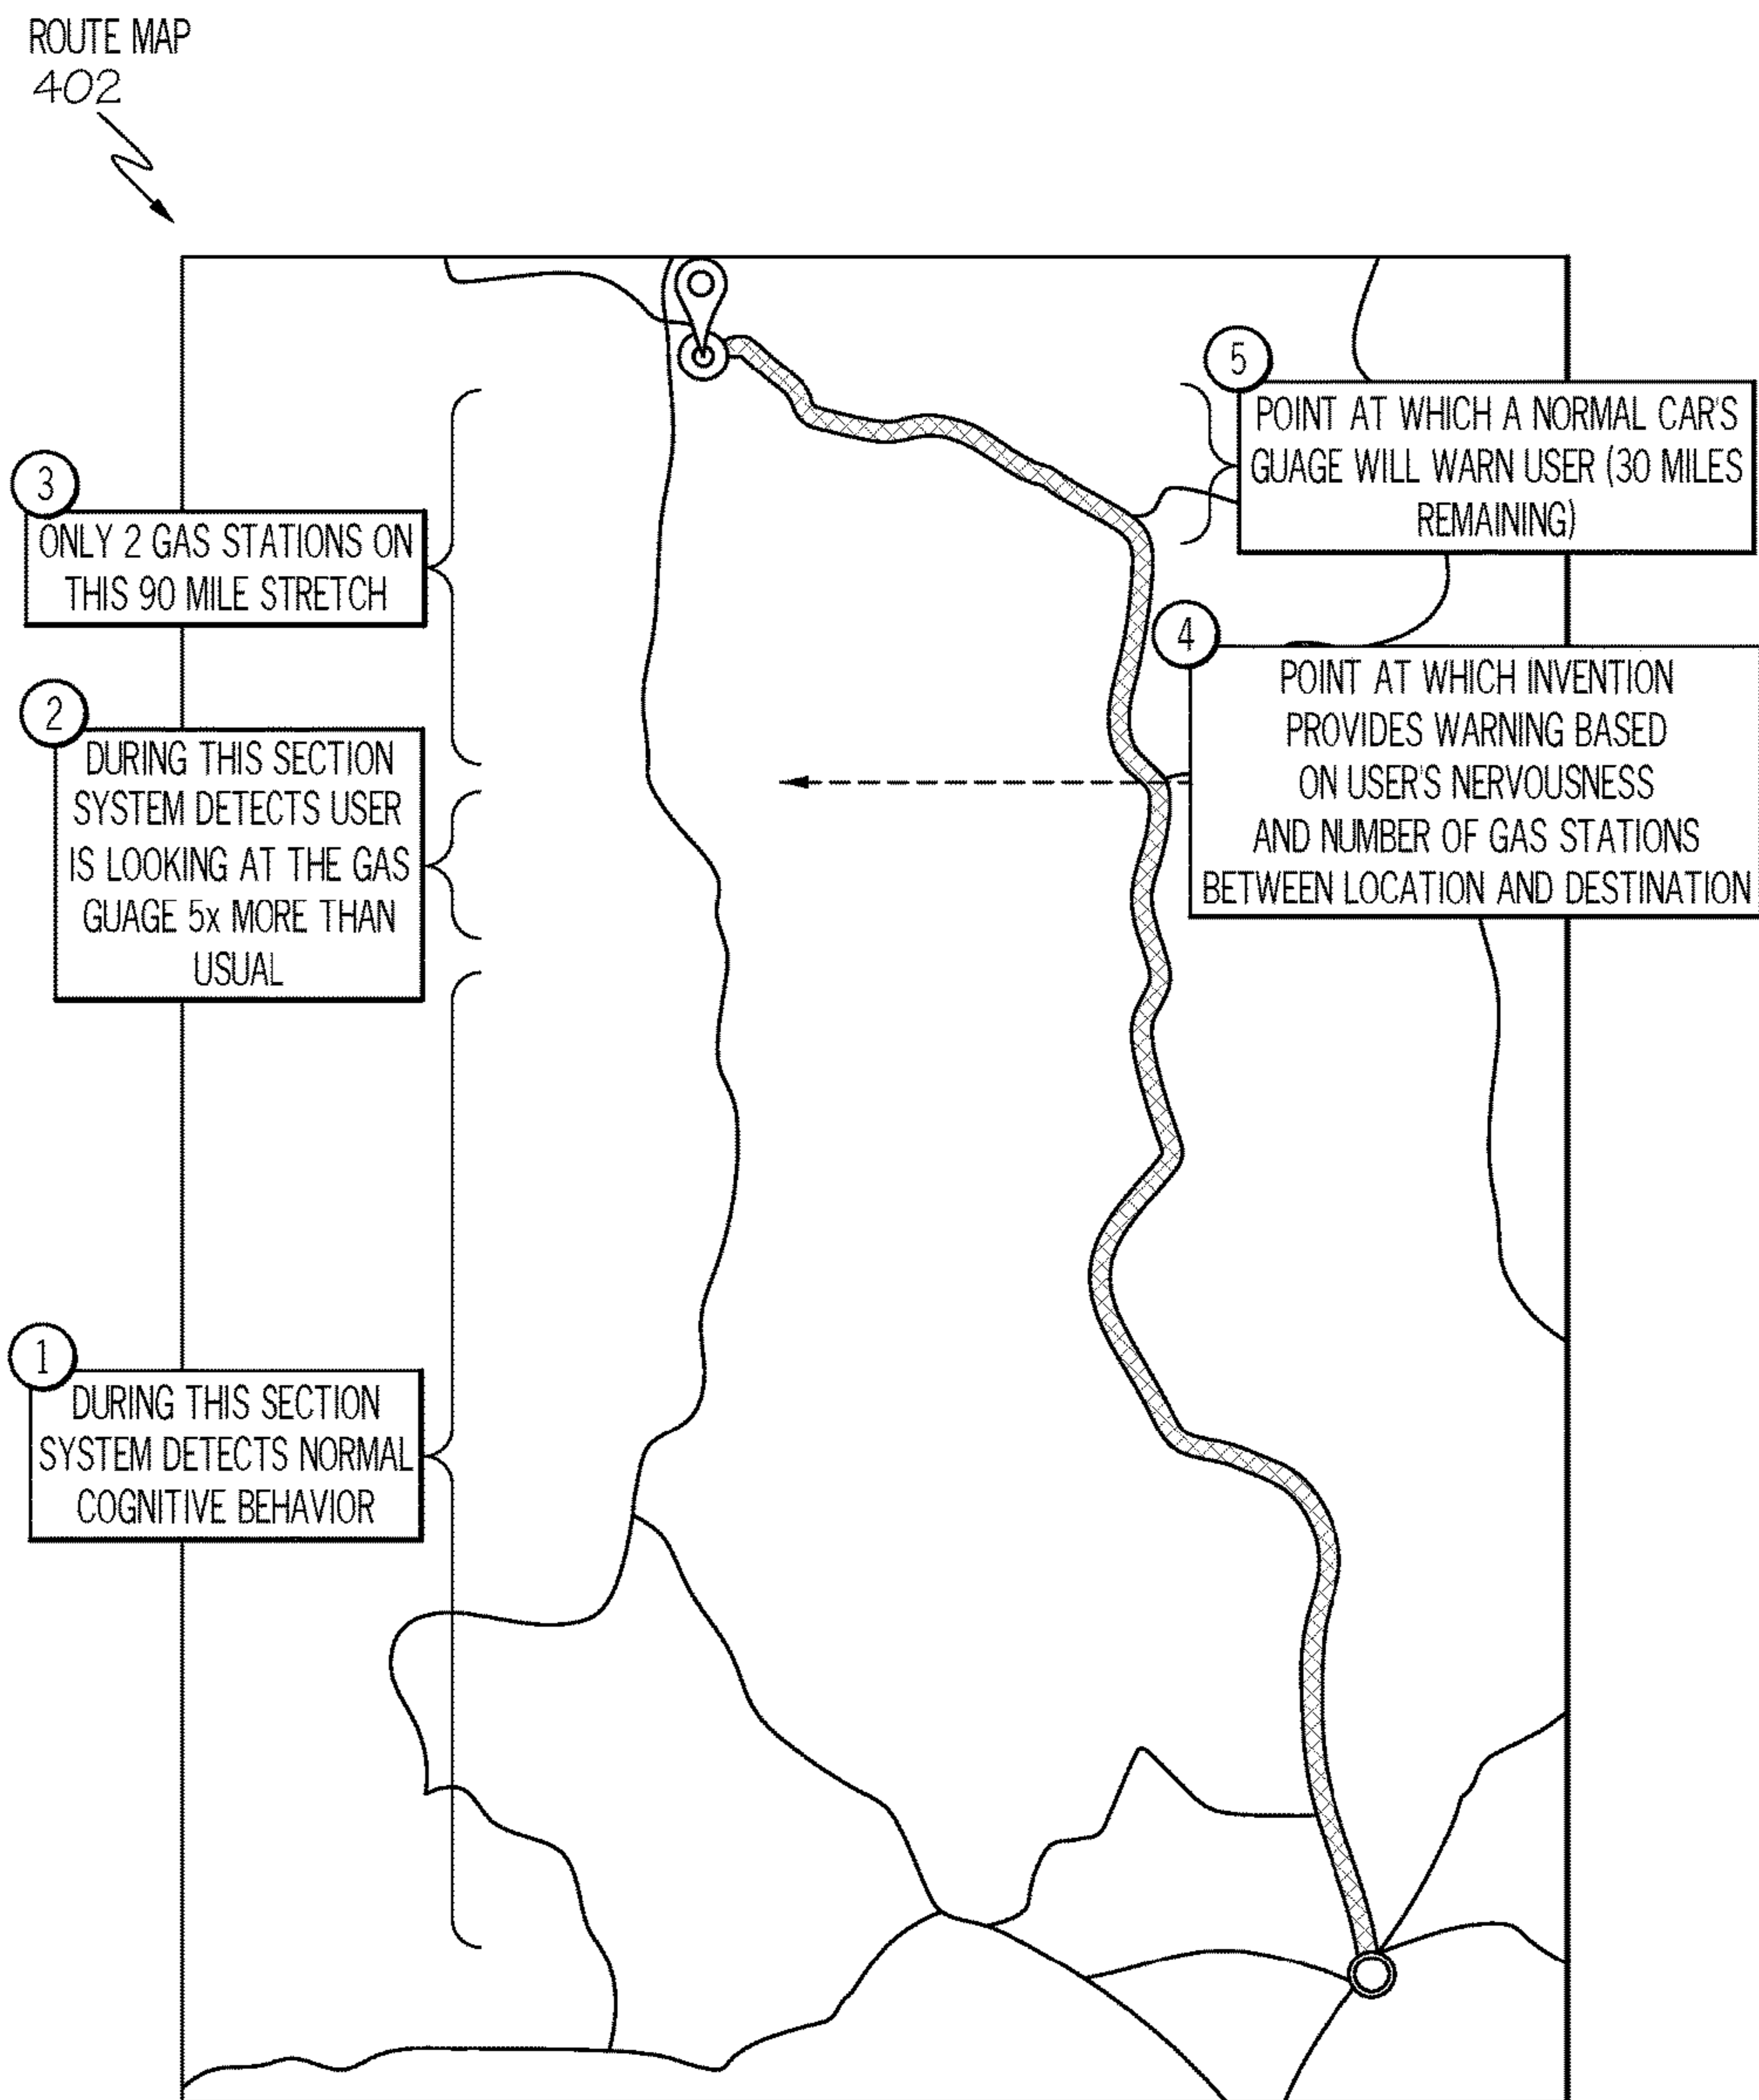 ROUTE MAP
402
5
POINT AT WHICH A NORMAL CAR'S
GUAGE WILL WARN USER (30 MILES
REMAINING)
3
ONLY 2 GAS STATIONS ON
THIS 90 MILE STRETCH
4
POINT AT WHICH INVENTION
PROVIDES WARNING BASED
ON USER'S NERVOUSNESS
AND NUMBER OF GAS STATIONS
BETWEEN LOCATION AND DESTINATION
2
DURING THIS SECTION
SYSTEM DETECTS USER
IS LOOKING AT THE GAS
GUAGE 5x MORE THAN
USUAL
1
DURING THIS SECTION
SYSTEM DETECTS NORMAL
COGNITIVE BEHAVIOR